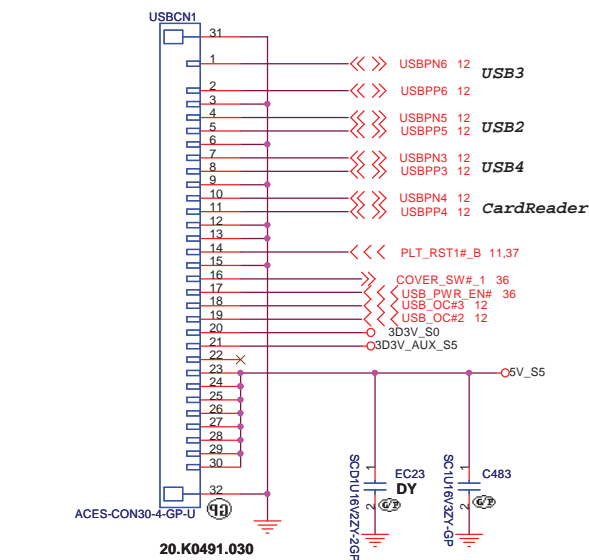 USBCN1
31
1 USBPN6 12
USB3
2 USBPP6 12
3
4 USBPN5 12
5 USBPP5 12
USB2
6
7 USBPN3 12
8 USBPP3 12
USB4
9
10 USBPN4 12
11 USBPP4 12
CardReader
12
13
14 PLT_RST1#_B 11,37
15
16 COVER_SW#_1 36
17 USB_PWR_EN# 36
18 USB_OC#3 12
19 USB_OC#2 12
20 3D3V_S0
21 3D3V_AUX_S5
22
23 5V_S5
24
25
26
27
28
29
30
32
ACES-CON30-4-GP-U
20.K0491.030
SCD1U16V2ZY-2GP
1
2
EC23
DY
SC1U16V3ZY-GP
1
2
C483